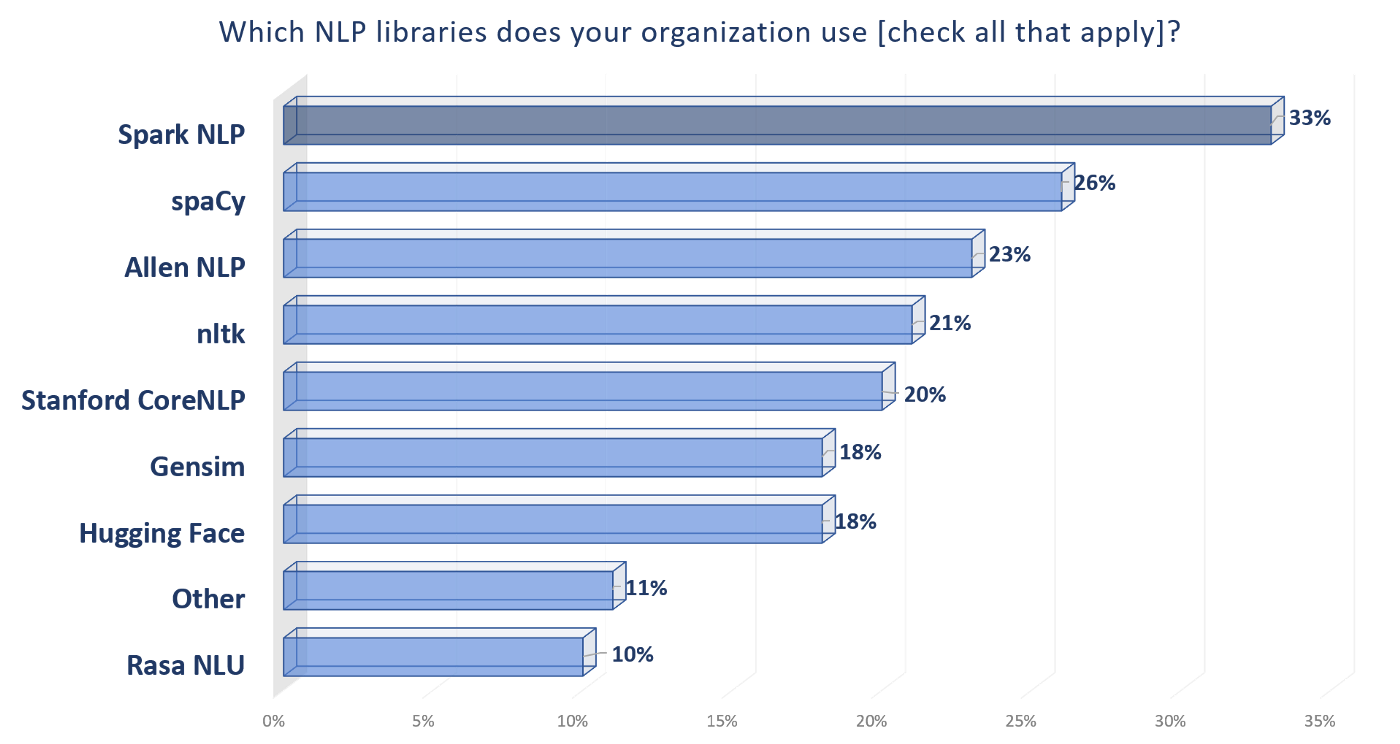 Which NLP libraries does your organization use [check all that apply]?
Spark NLP 33%
spaCy 26%
Allen NLP 23%
nltk 21%
Stanford CoreNLP 20%
Gensim 18%
Hugging Face 18%
Other 11%
Rasa NLU 10%
0% 5% 10% 15% 20% 25% 30% 35%